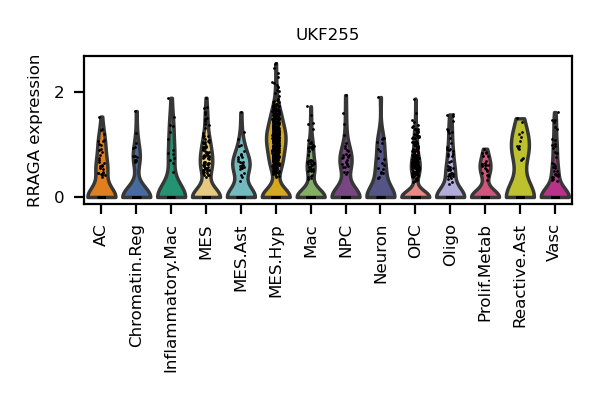 UKF255
RRAGA expression
2
0
AC
Chromatin.Reg
Inflammatory.Mac
MES
MES.Ast
MES.Hyp
Mac
NPC
Neuron
OPC
Oligo
Prolif.Metab
Reactive.Ast
Vasc